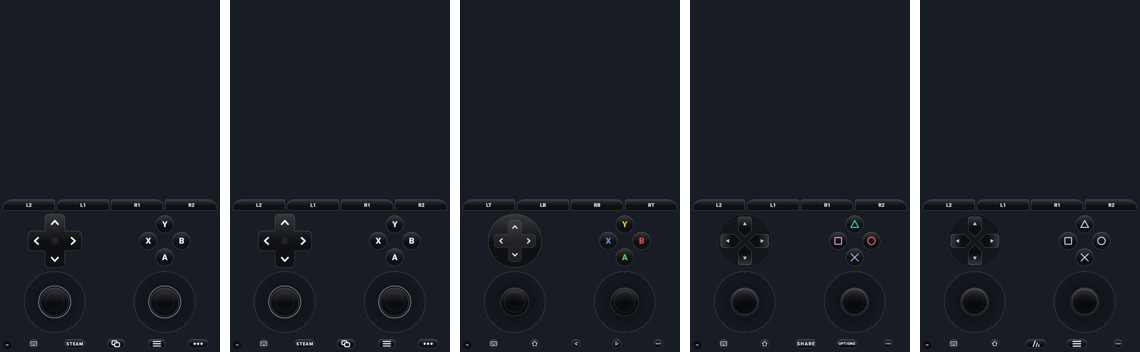 L2 L1 R1 R2
Y
X B
A
STEAM
L2 L1 R1 R2
Y
X B
A
STEAM
LT LB RB RT
Y
X B
A
L2 L1 R1 R2
SHARE OPTIONS
L2 L1 R1 R2